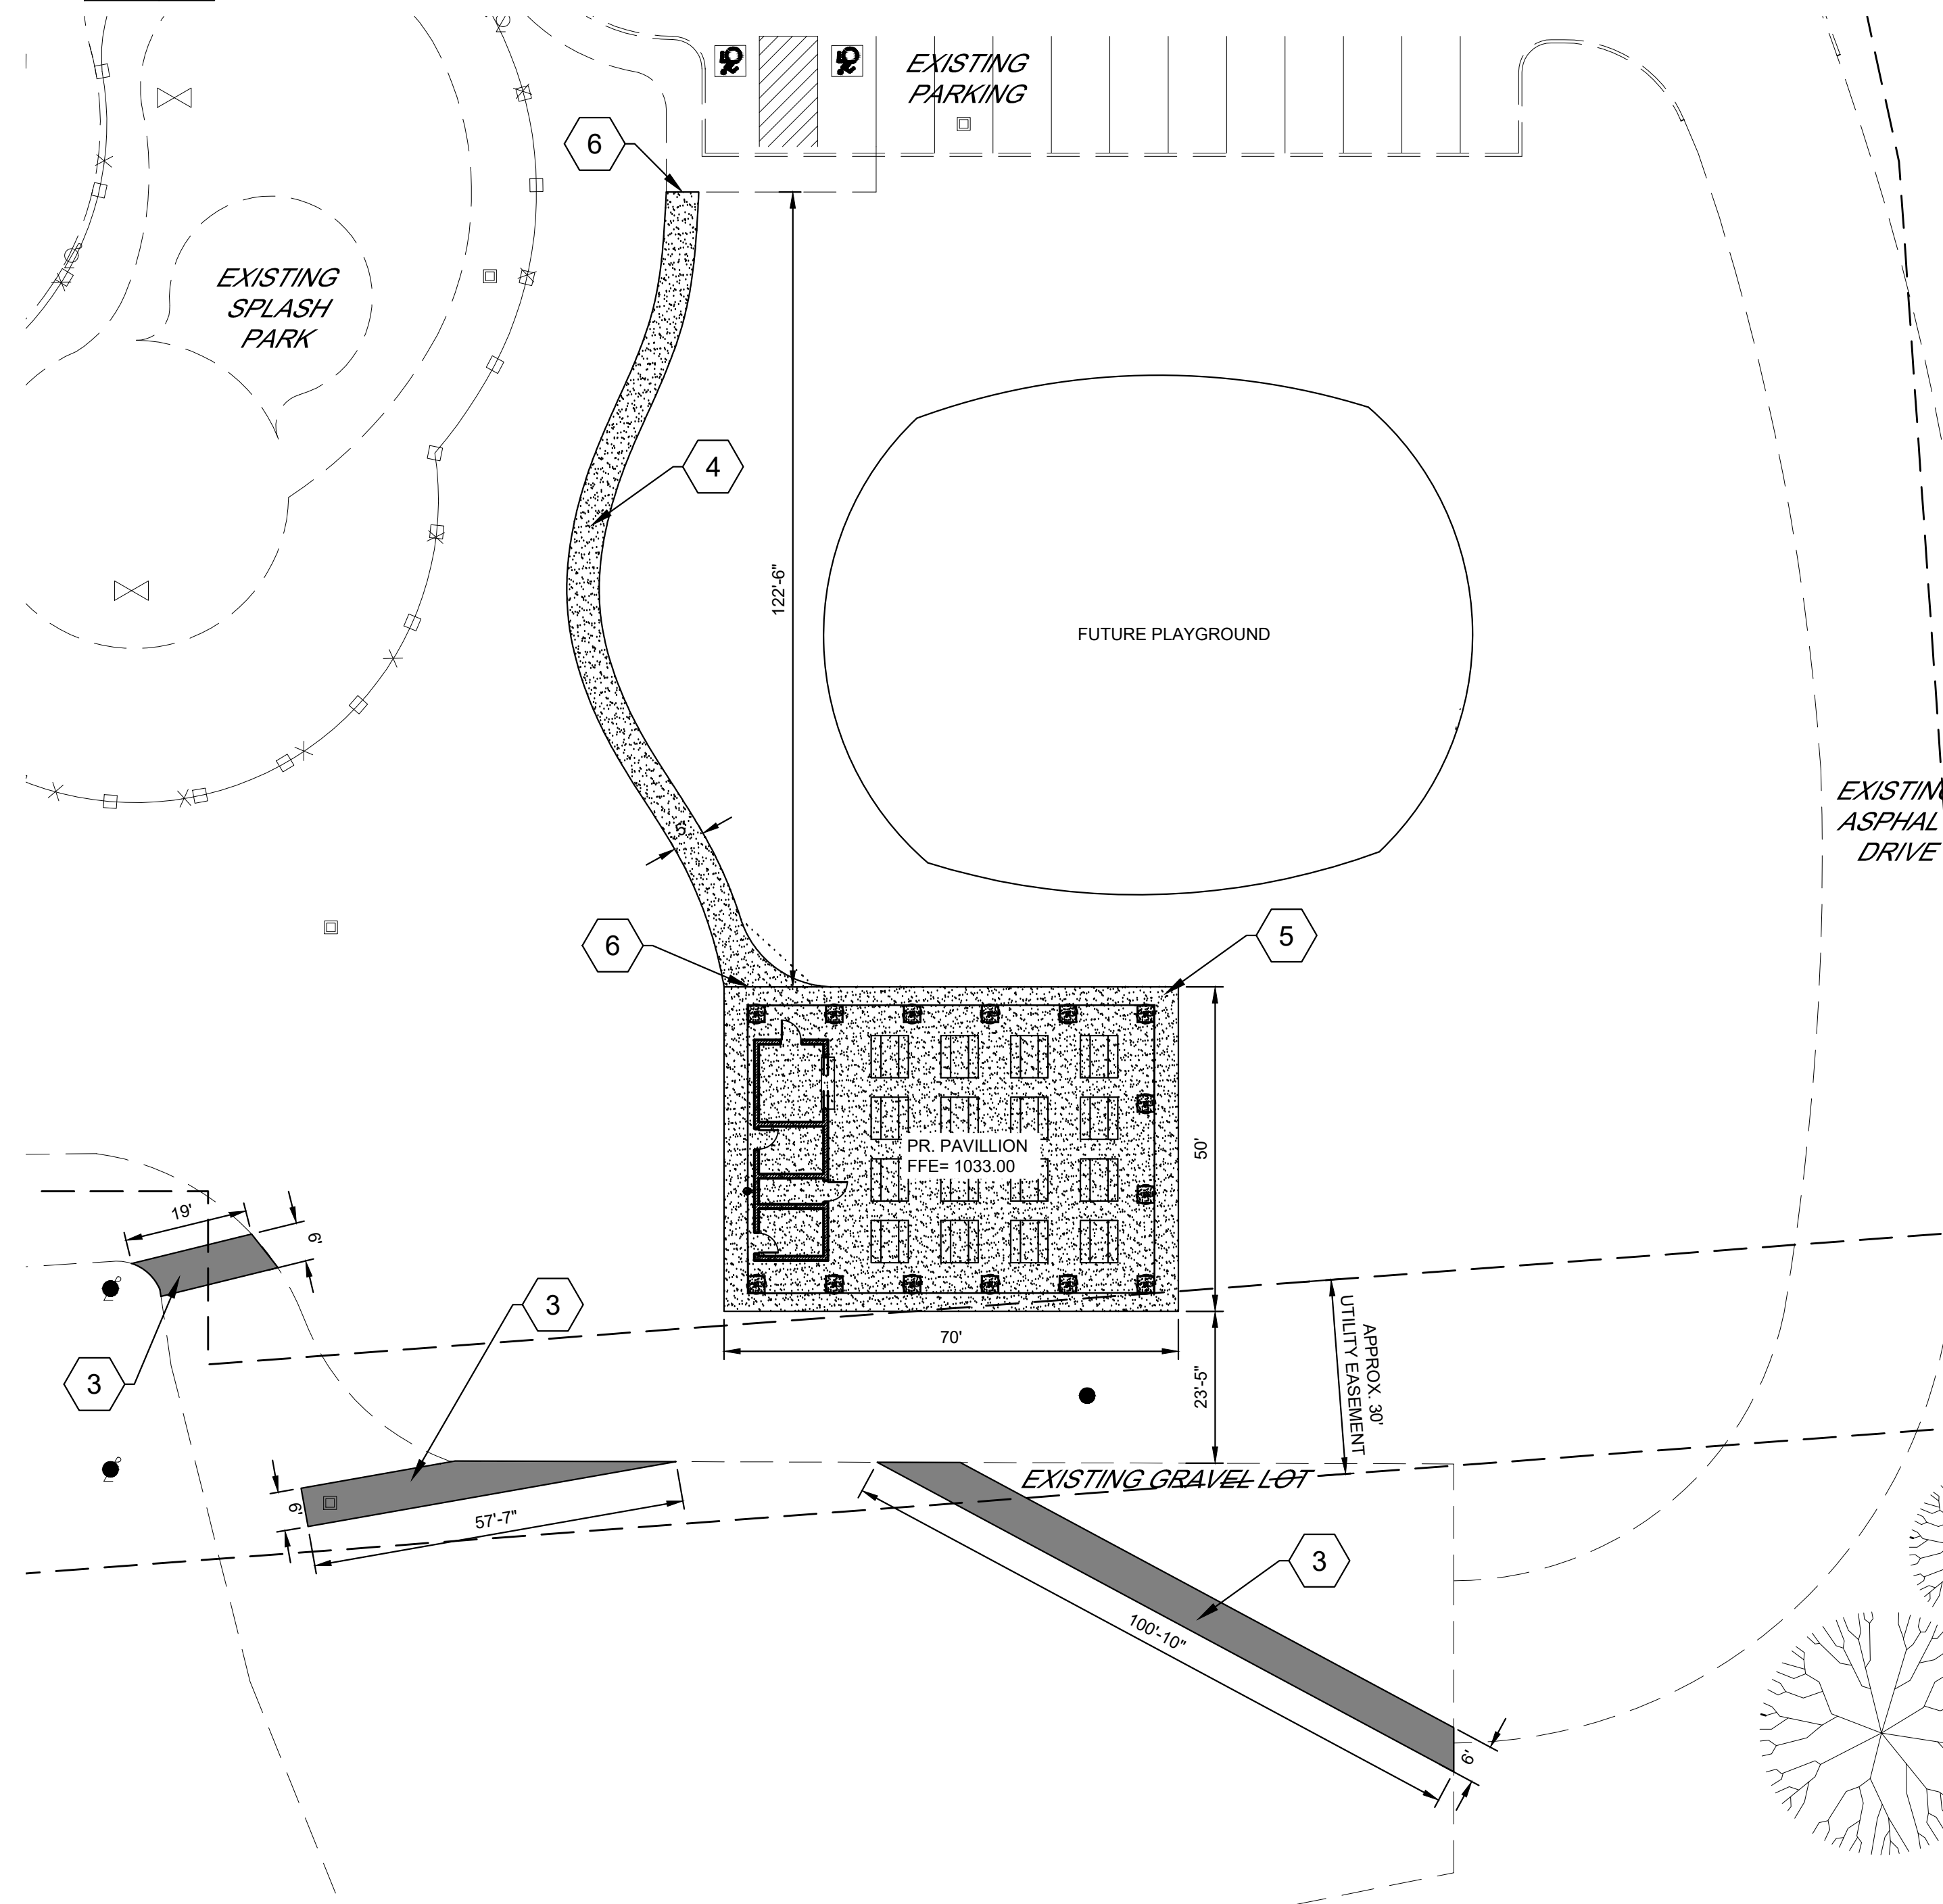 EXISTING
PARKING
6
EXISTING
SPLASH
PARK
4
122'-6"
FUTURE PLAYGROUND
EXISTING
ASPHAL
DRIVE
5'
6
5
PR. PAVILLION
FFE= 1033.00
50'
19'
6'
3
3
70'
23'-5"
APPROX. 30'
UTILITY EASEMENT
EXISTING GRAVEL LOT
6'
57'-7"
3
100'-10"
6'